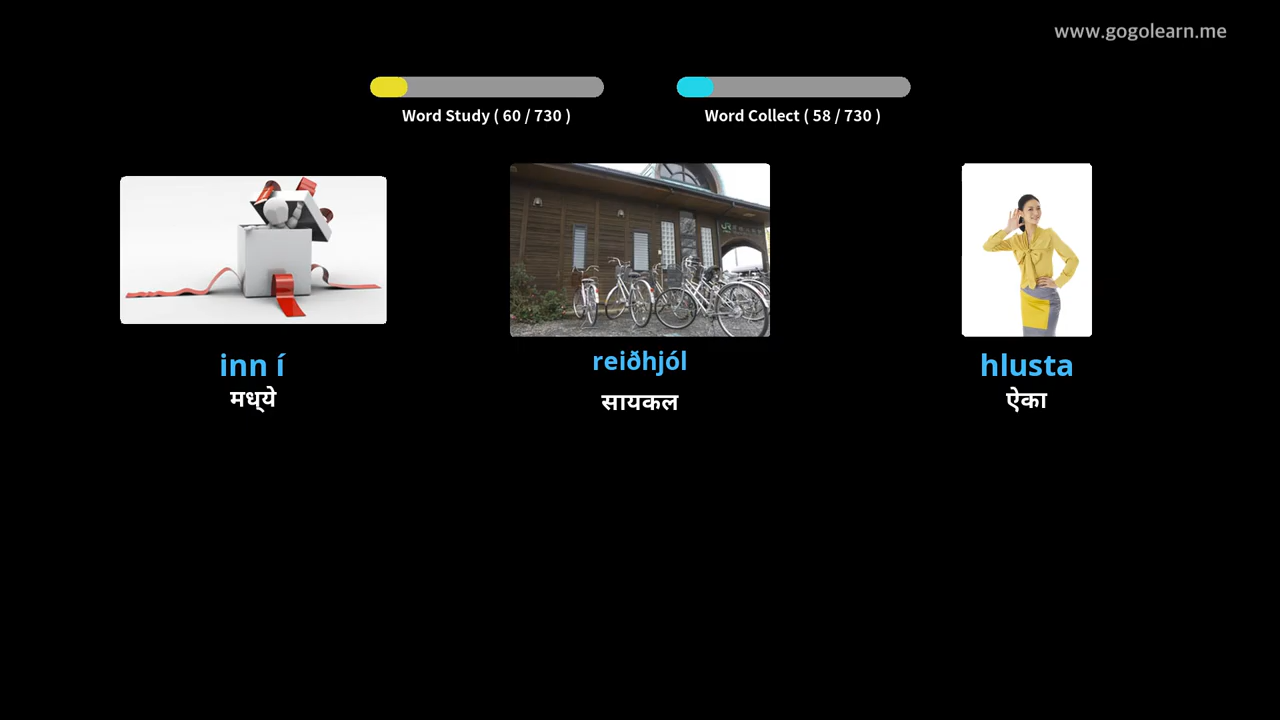 www.gogolearn.me
Word Study ( 60 / 730 )
Word Collect ( 58 / 730 )
inn í
reiðhjól
hlusta
मध्ये
सायकल
ऐका